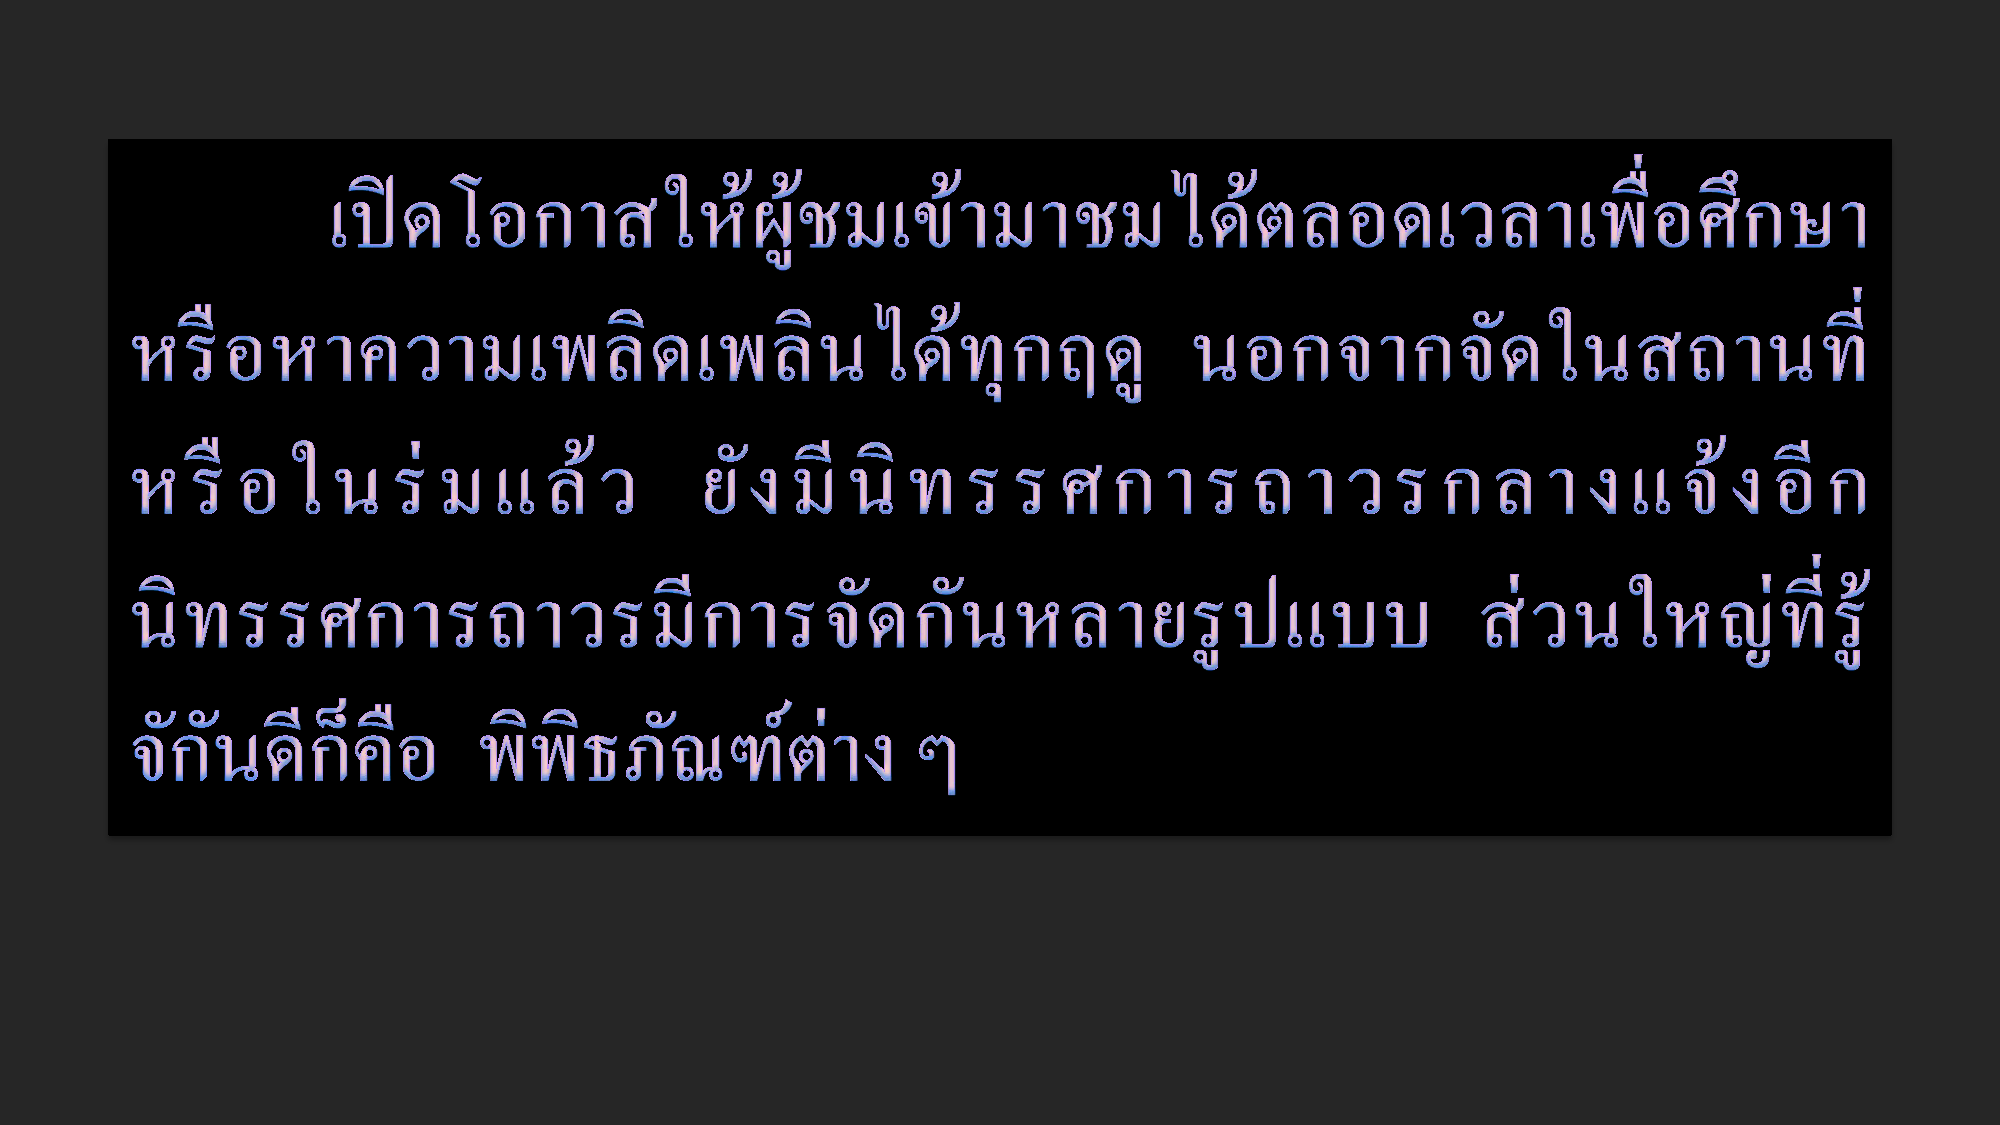 เปิดโอกาสให้ผู้ชมเข้ามาชมได้ตลอดเวลาเพื่อศึกษา
หรือหาความเพลิดเพลินได้ทุกฤดู นอกจากจัดในสถานที่
หรือในร่มแล้ว ยังมีนิทรรศการถาวรกลางแจ้งอีก
นิทรรศการถาวรมีการจัดกันหลายรูปแบบ ส่วนใหญ่ที่รู้
จักกันดีก็คือ พิพิธภัณฑ์ต่าง ๆ